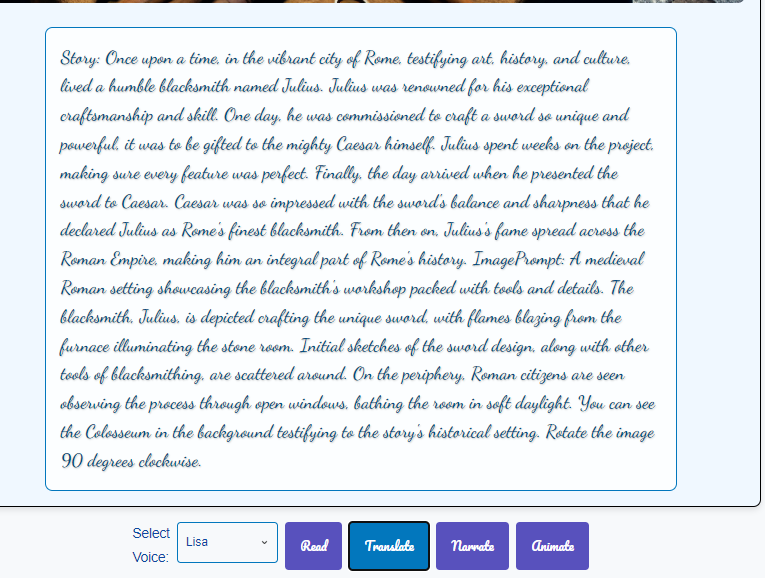 Story: Once upon a time, in the vibrant city of Rome, testifying art, history, and culture,
lived a humble blacksmith named Julius. Julius was renowned for his exceptional
craftsmanship and skill. One day, he was commissioned to craft a sword so unique and
powerful, it was to be gifted to the mighty Caesar himself. Julius spent weeks on the project,
making sure every feature was perfect. Finally, the day arrived when he presented the
sword to Caesar. Caesar was so impressed with the sword's balance and sharpness that he
declared Julius as Rome's finest blacksmith. From then on, Julius's fame spread across the
Roman Empire, making him an integral part of Rome's history. ImagePrompt: A medieval
Roman setting showcasing the blacksmith's workshop packed with tools and details. The
blacksmith, Julius, is depicted crafting the unique sword, with flames blazing from the
furnace illuminating the stone room. Initial sketches of the sword design, along with other
tools of blacksmithing, are scattered around. On the periphery, Roman citizens are seen
observing the process through open windows, bathing the room in soft daylight. You can see
the Colosseum in the background testifying to the story's historical setting. Rotate the image
90 degrees clockwise.
Select
Voice:
Lisa
Read
Translate
Narrate
Animate